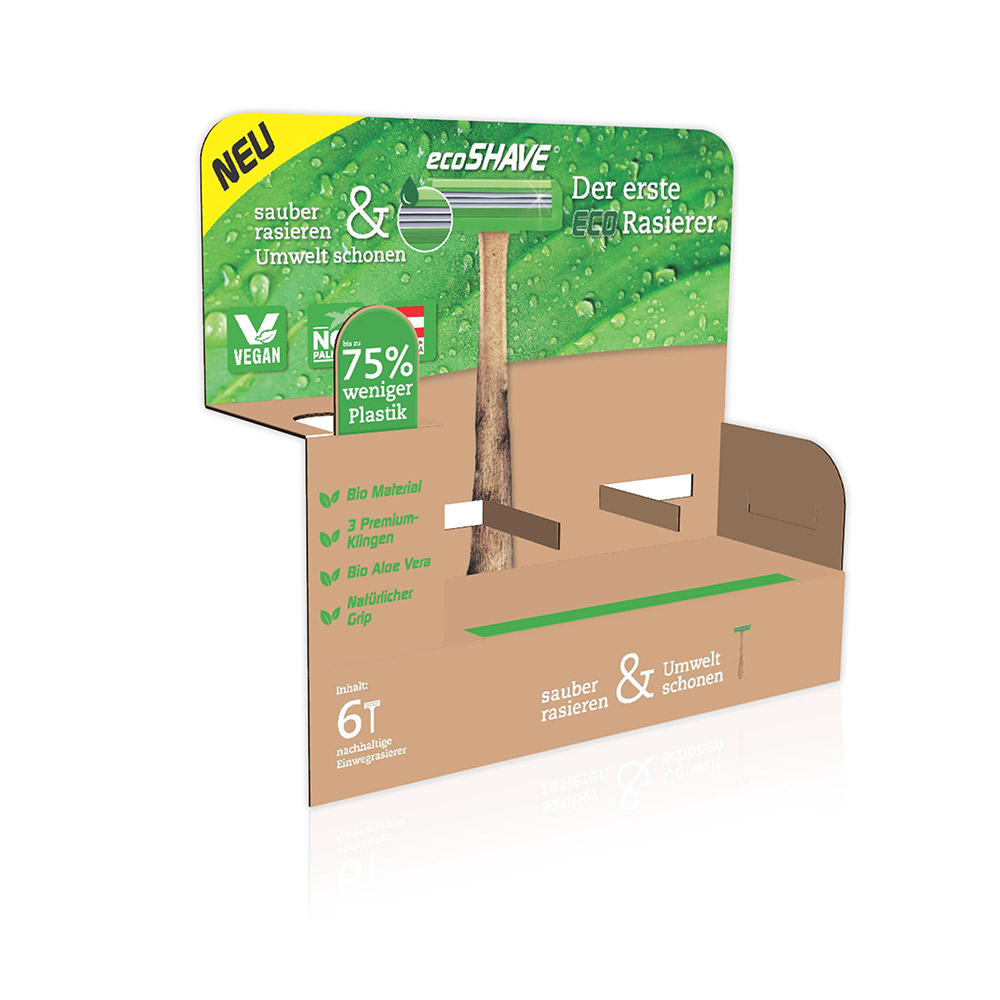 NEU
ecoSHAVE©
sauber
rasieren
&
Umwelt schonen
Der erste
ECO Rasierer
VEGAN
bis zu
75%
weniger
Plastik
Bio Material
3 Premium-
Klingen
Bio Aloe Vera
Natürlicher
Grip
Inhalt:
6
nachhaltige
Einwegrasierer
sauber
rasieren
&
Umwelt
schonen